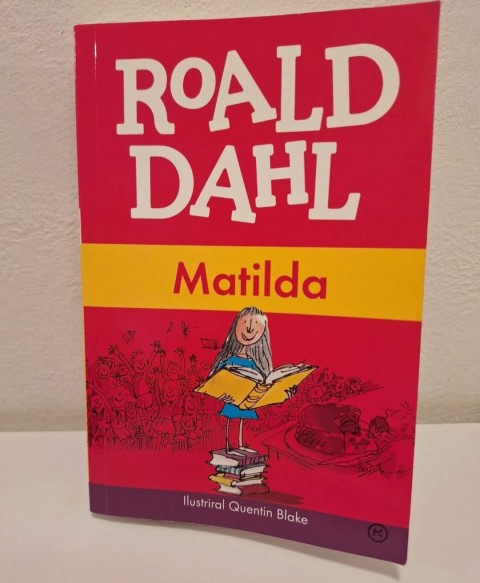 ROALD
DAHL
Matilda
Ilustriral Quentin Blake